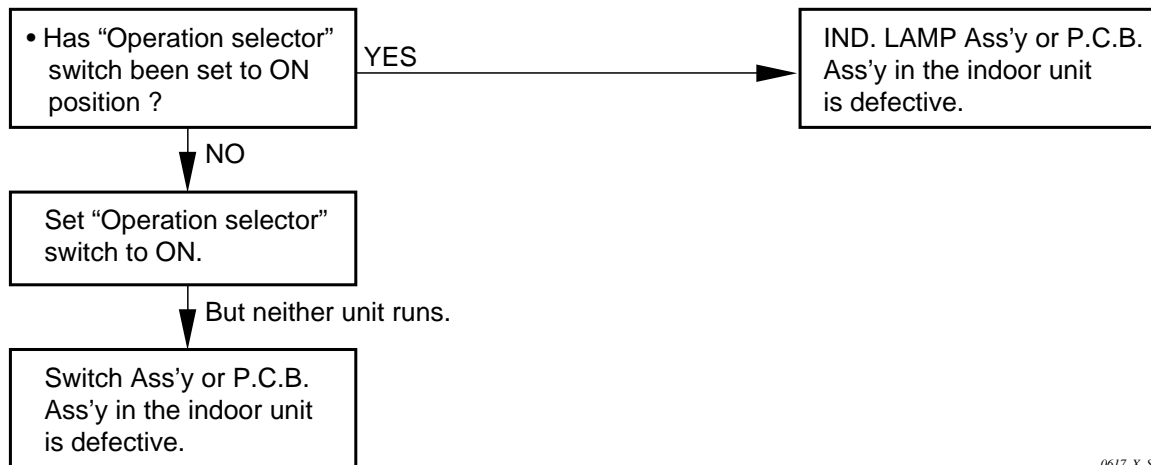 • Has “Operation selector”
switch been set to ON
position ?
YES
IND. LAMP Ass'y or P.C.B.
Ass'y in the indoor unit
is defective.
NO
Set “Operation selector”
switch to ON.
But neither unit runs.
Switch Ass'y or P.C.B.
Ass'y in the indoor unit
is defective.
0617_X_S